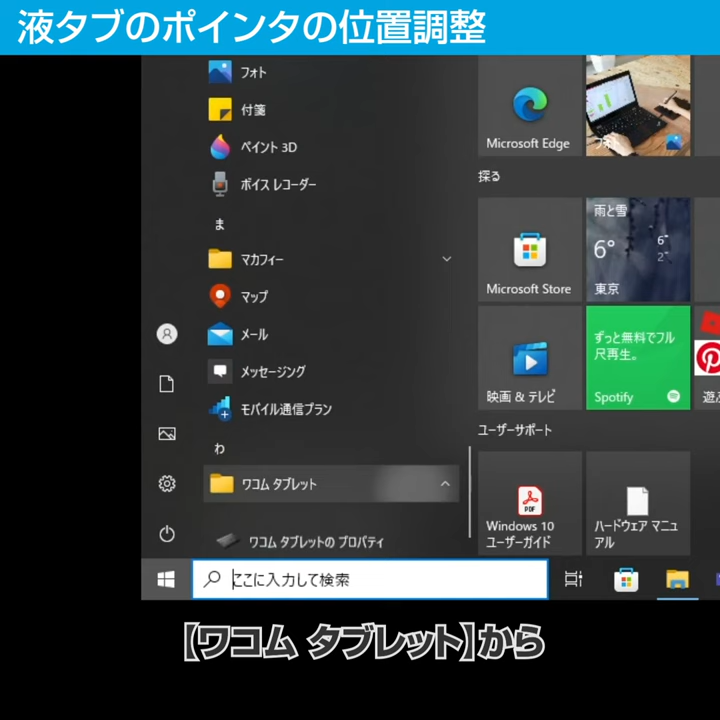 液タブのポインタの位置調整
フォト
付箋
ペイント 3D
ボイス レコーダー
ま
マカフィー
マップ
メール
メッセージング
モバイル通信プラン
わ
ワコム タブレット
ワコム タブレットの プロパティ
ここに入力して検索
Microsoft Edge
フォト
探る
Microsoft Store
雨と雪
6°
6°
2°
東京
映画 & テレビ
ずっと無料でフル
尺再生。
Spotify
ユーザーサポート
PDF
Windows 10
ユーザーガイド
ハードウェア マニュ
アル
【ワコム タブレット】から